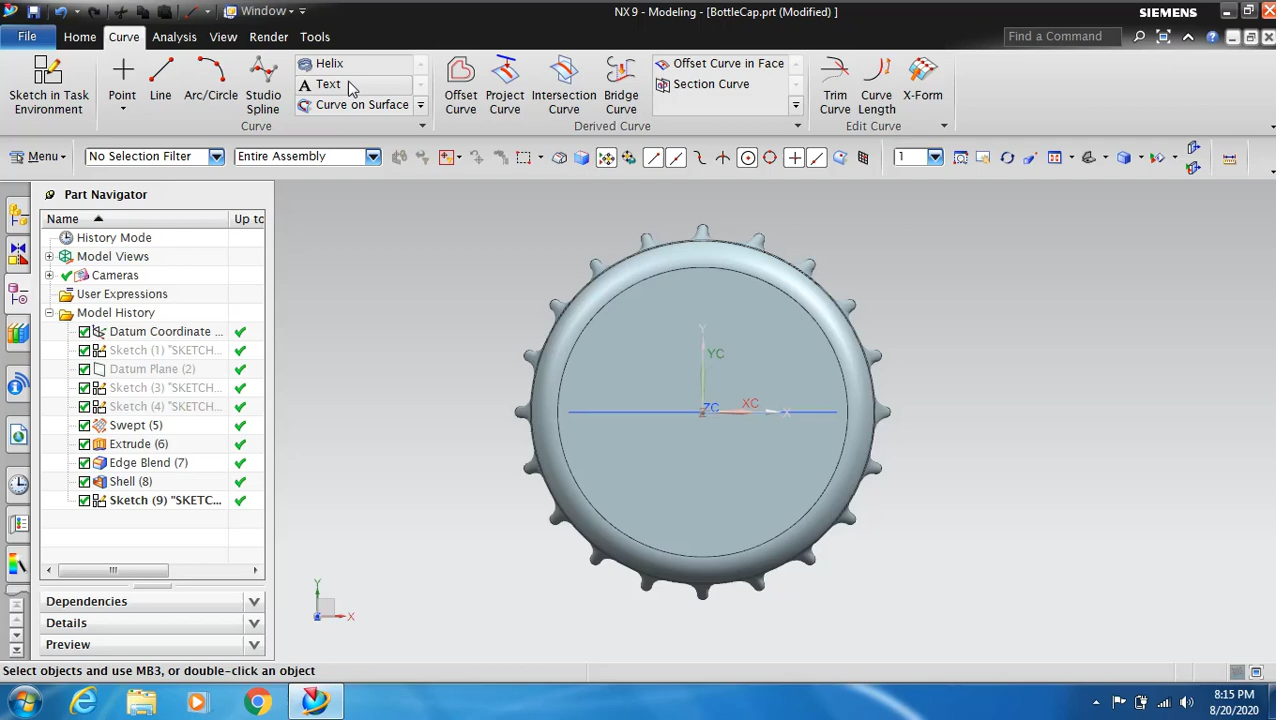 Window
NX 9 - Modeling - [BottleCap.prt (Modified) ]
SIEMENS
File
Home
Curve
Analysis
View
Render
Tools
Find a Command
Sketch in Task
Environment
Point
Line
Arc/Circle
Studio
Spline
Helix
Text
Curve on Surface
Offset
Curve
Project
Curve
Intersection
Curve
Bridge
Curve
Offset Curve in Face
Section Curve
Trim
Curve
Curve
Length
X-Form
Curve
Derived Curve
Edit Curve
Menu
No Selection Filter
Entire Assembly
1
Part Navigator
Name
Up to
History Mode
Model Views
Cameras
User Expressions
Model History
Datum Coordinate ...
Sketch (1) "SKETCH...
Datum Plane (2)
Sketch (3) "SKETCH...
Sketch (4) "SKETCH...
Swept (5)
Extrude (6)
Edge Blend (7)
Shell (8)
Sketch (9) "SKETC...
Dependencies
Details
Preview
Y
YC
ZC
XC
X
Z
Y
X
Select objects and use MB3, or double-click an object
8:15 PM
8/20/2020